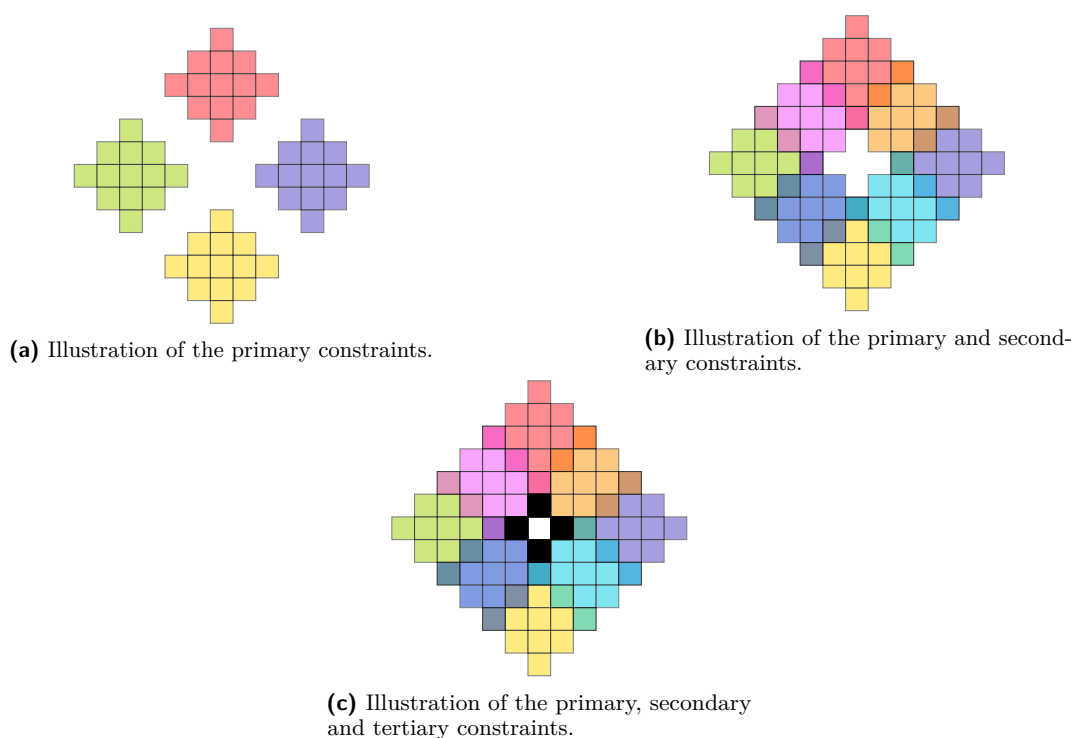 (a) Illustration of the primary constraints.
(b) Illustration of the primary and second-
ary constraints.
(c) Illustration of the primary, secondary
and tertiary constraints.